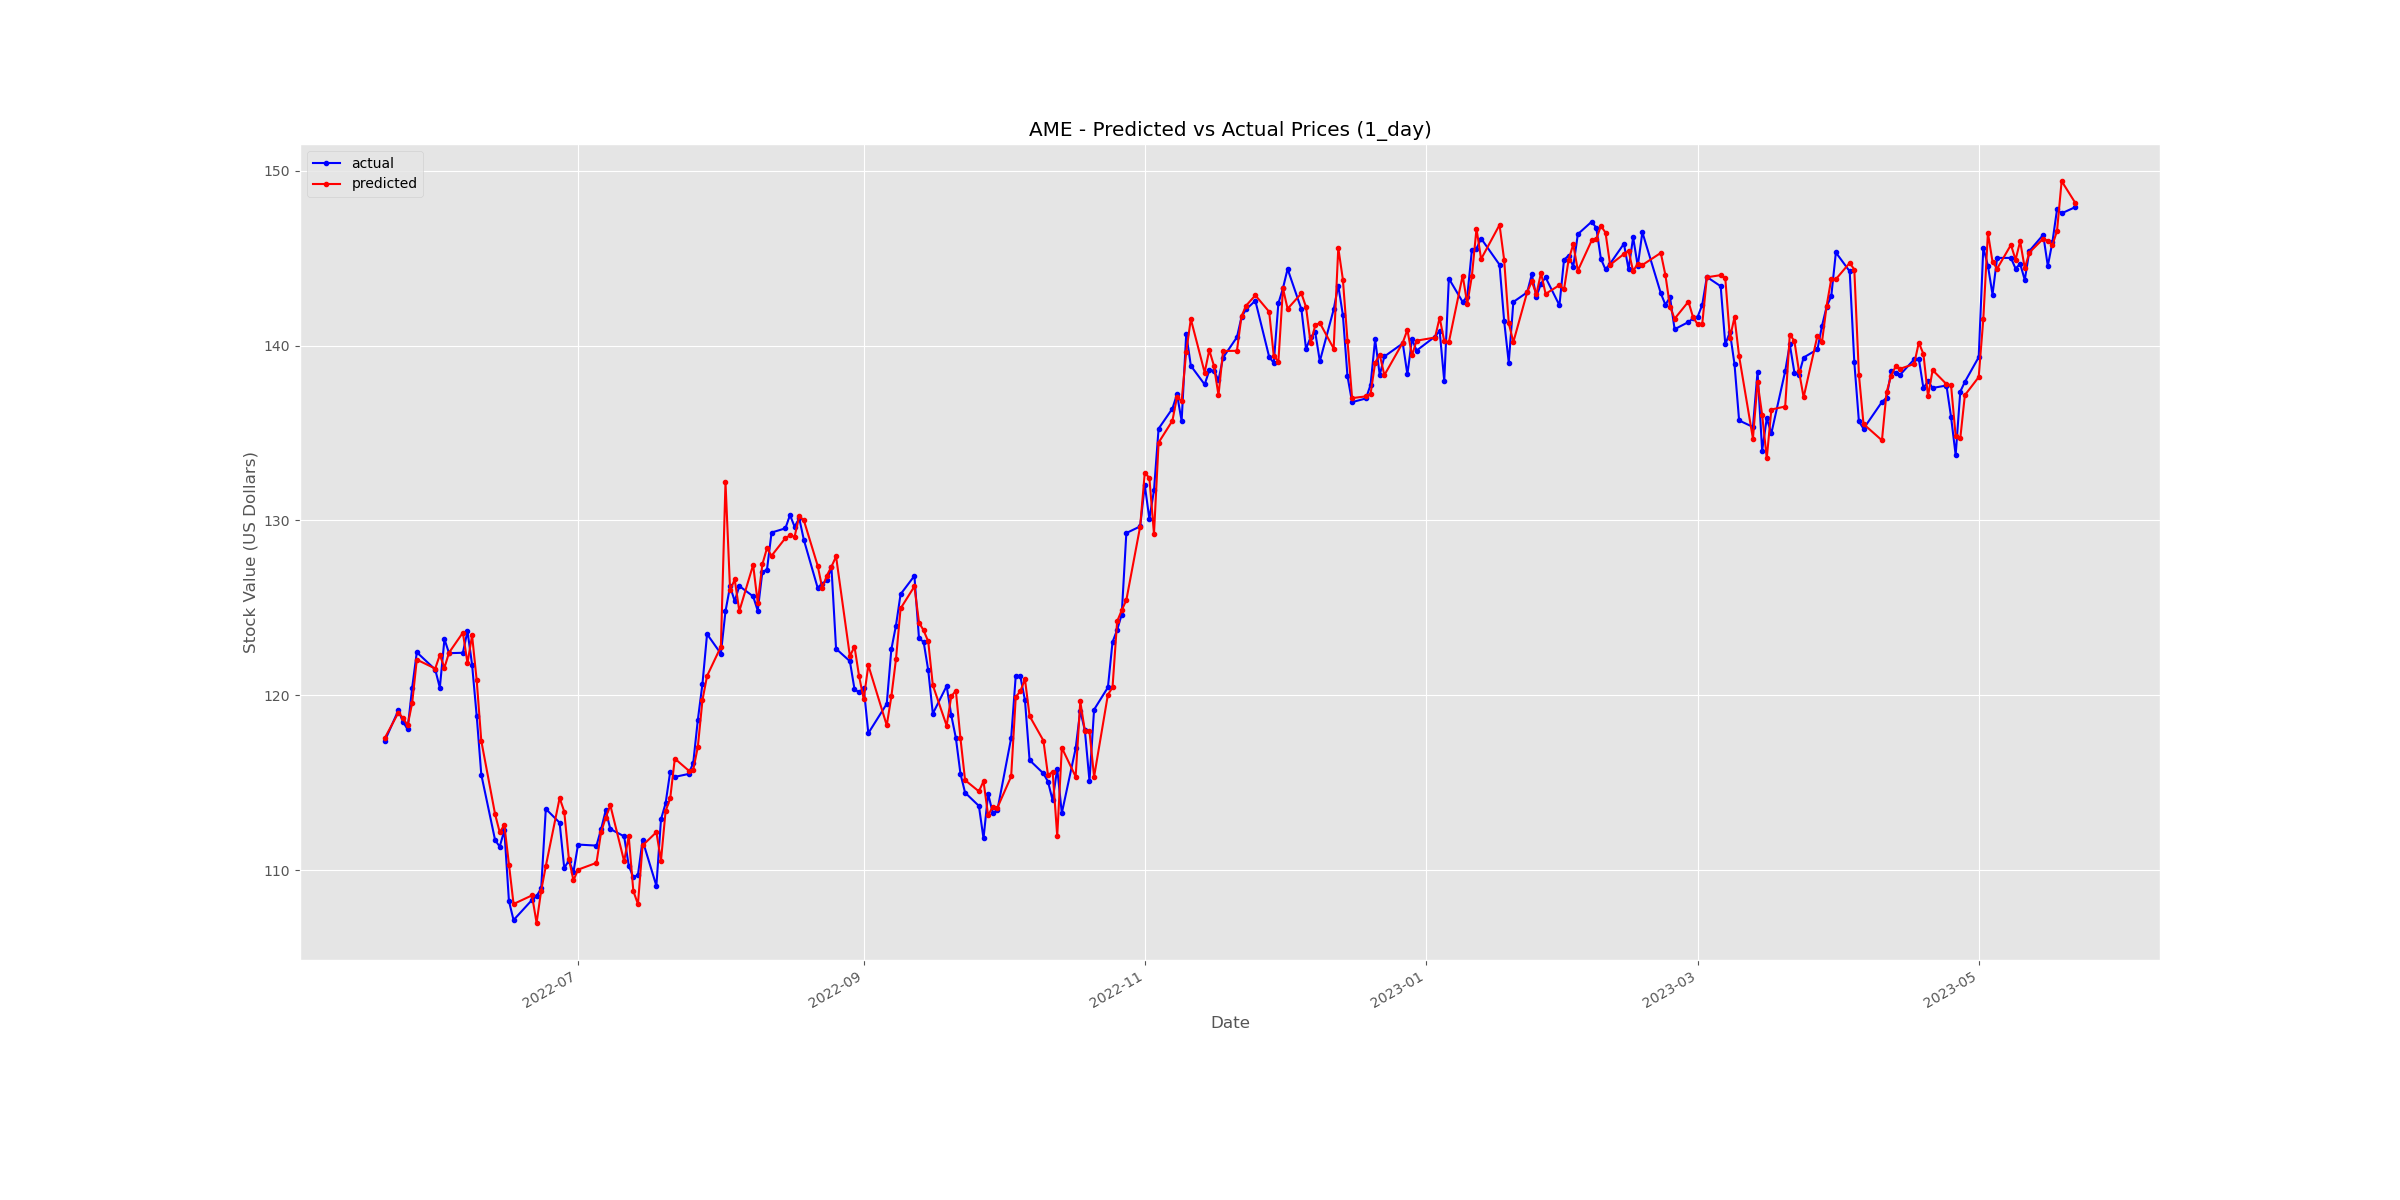 AME - Predicted vs Actual Prices (1_day)
actual
predicted
150
140
130
120
110
Stock Value (US Dollars)
2022-07
2022-09
2022-11
2023-01
2023-03
2023-05
Date